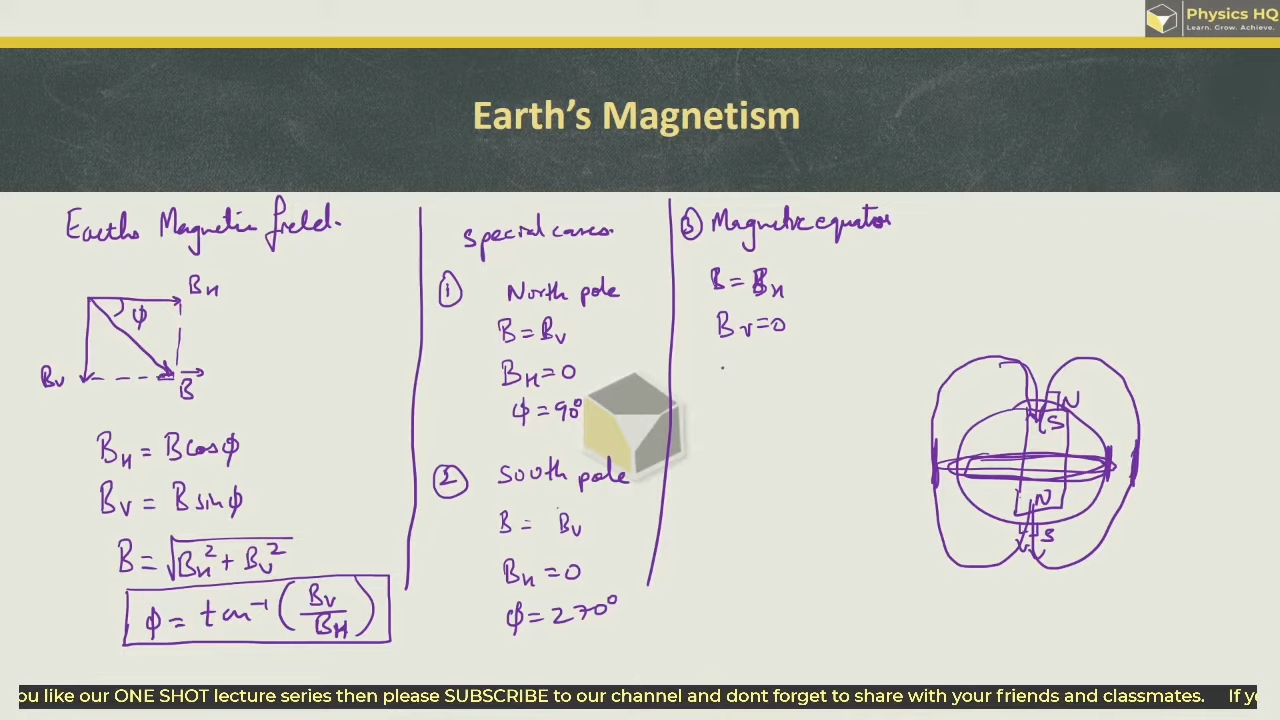 Physics HQ
Learn. Grow. Achieve.
Earth's Magnetism
Earths Magnetic field.
BH
φ
Bv
B
BH = B cos φ
BV = B sin φ
B = √BH² + BV²
φ = tan⁻¹ (BV/BH)
Special cases
① North pole
B = BV
BH = 0
φ = 90°
② South pole
B = BV
BH = 0
φ = 270°
③ Magnetic equator
B = BH
BV = 0
N
S
N
S
ou like our ONE SHOT lecture series then please SUBSCRIBE to our channel and dont forget to share with your friends and classmates. If yo